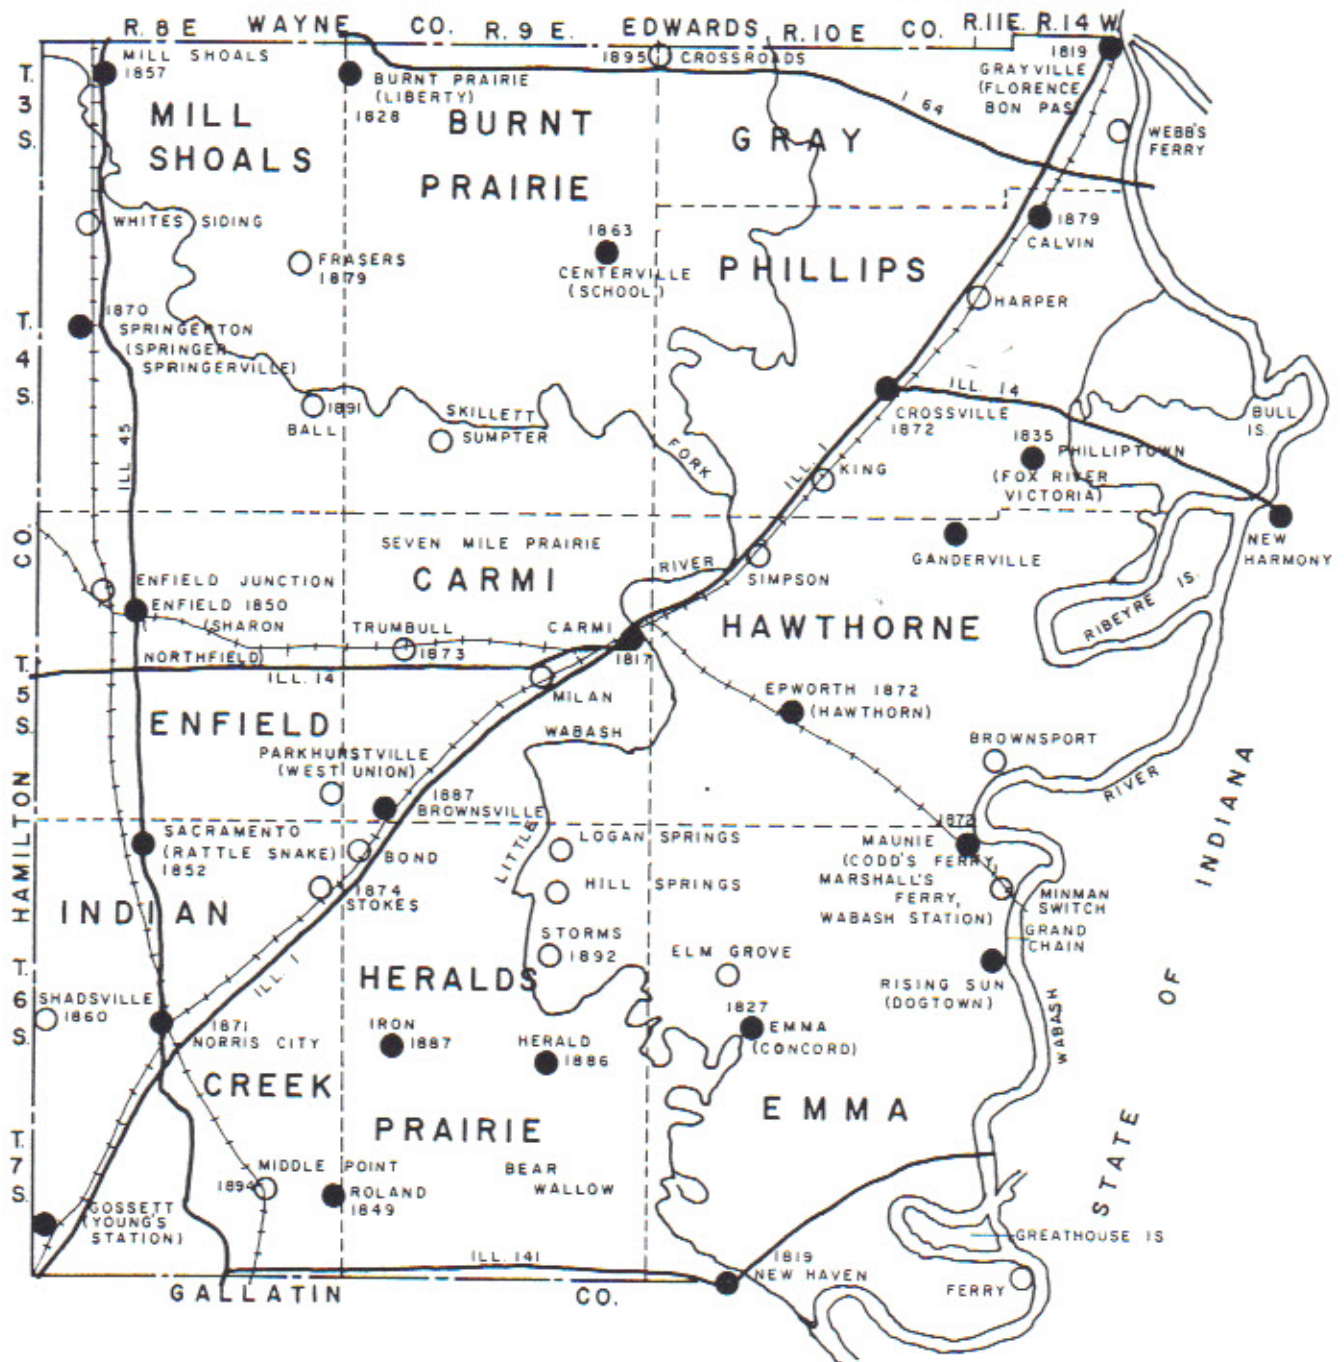 R. 8 E WAYNE CO. R. 9 E. EDWARDS R. 10 E CO. R. 11E. R. 14 W.
MILL SHOALS
1857
BURNT PRAIRIE
(LIBERTY)
1828
1895 CROSSROADS
1819
GRAYVILLE
(FLORENCE
BON PAS
T.
3
S.
MILL
SHOALS
BURNT
PRAIRIE
GRAY
I 64
WEBB'S
FERRY
WHITES SIDING
FRASERS
1879
1863
CENTERVILLE
(SCHOOL)
PHILLIPS
1879
CALVIN
HARPER
T.
4
S.
1870
SPRINGERTON
(SPRINGER
SPRINGERVILLE)
ILL 45
1891
BALL
SKILLETT
SUMPTER
FORK
ILL. 1
KING
CROSSVILLE
1872
ILL. 14
1835
PHILLIPTOWN
(FOX RIVER
VICTORIA)
BULL
IS.
NEW
HARMONY
GANDERVILLE
RIBEYRE IS.
CO.
SEVEN MILE PRAIRIE
CARMI
RIVER
SIMPSON
ENFIELD JUNCTION
ENFIELD 1850
(SHARON
NORTHFIELD)
TRUMBULL
1873
CARMI
1817
HAWTHORNE
T.
5
S.
ILL. 14
MILAN
EPWORTH 1872
(HAWTHORN)
ENFIELD
WABASH
BROWNSPORT
RIVER
PARKHURSTVILLE
(WEST UNION)
1887
BROWNSVILLE
HAMILTON
SACRAMENTO
(RATTLE SNAKE)
1852
BOND
1874
STOKES
LITTLE
LOGAN SPRINGS
HILL SPRINGS
1872
MAUNIE
(CODD'S FERRY,
MARSHALL'S
FERRY,
WABASH STATION)
MINMAN
SWITCH
GRAND
CHAIN
INDIAN
STORMS
1892
ELM GROVE
RISING SUN
(DOGTOWN)
WABASH
STATE OF INDIANA
T.
6
S.
SHADSVILLE
1860
ILL. 1
HERALDS
1871
NORRIS CITY
IRON
1887
HERALD
1886
1827
EMMA
(CONCORD)
CREEK
PRAIRIE
EMMA
T.
7
S.
MIDDLE POINT
1894
ROLAND
1849
BEAR
WALLOW
GOSSETT
(YOUNG'S
STATION)
GREATHOUSE IS
ILL. 141
1819
NEW HAVEN
FERRY
GALLATIN CO.